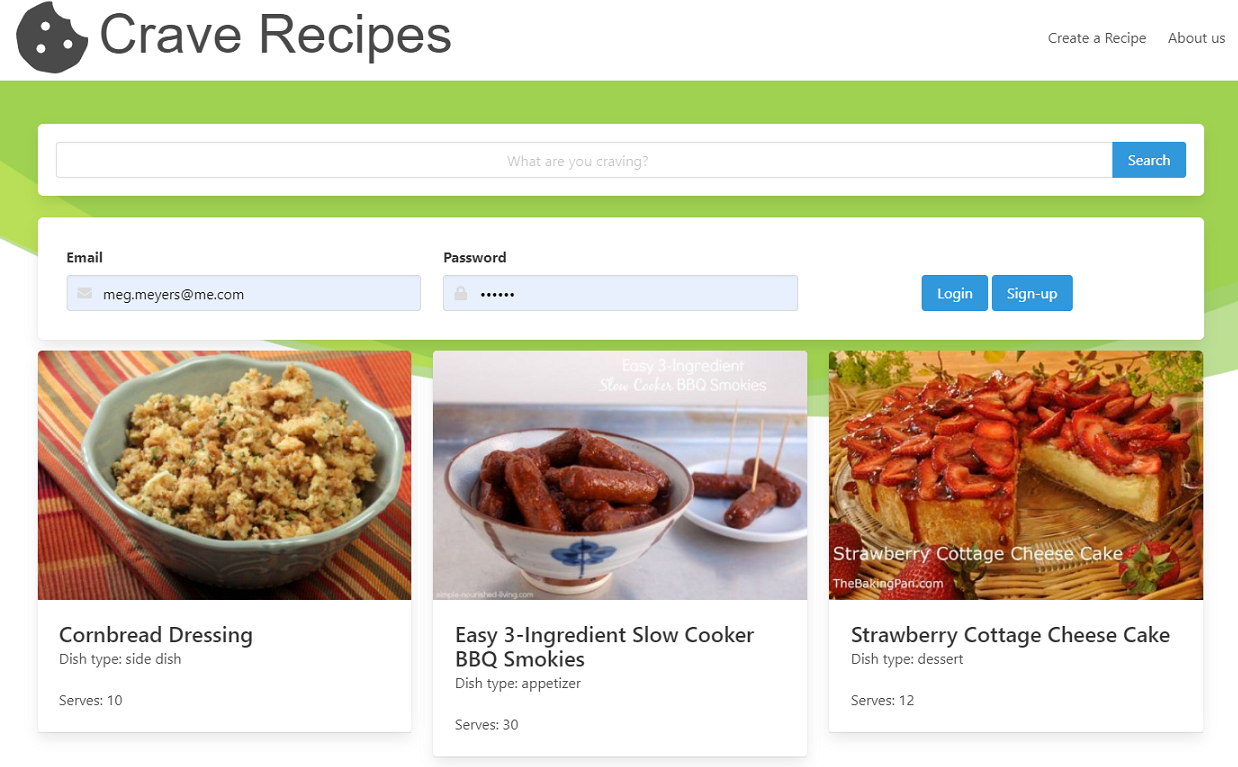 Crave Recipes
Create a Recipe About us
What are you craving? Search
Email Password
meg.meyers@me.com •••••• Login Sign-up
Easy 3-Ingredient
Slow Cooker BBQ Smokies
simple-nourished-living.com
Strawberry Cottage Cheese Cake
TheBakingPan.com
Cornbread Dressing
Dish type: side dish
Serves: 10
Easy 3-Ingredient Slow Cooker
BBQ Smokies
Dish type: appetizer
Serves: 30
Strawberry Cottage Cheese Cake
Dish type: dessert
Serves: 12